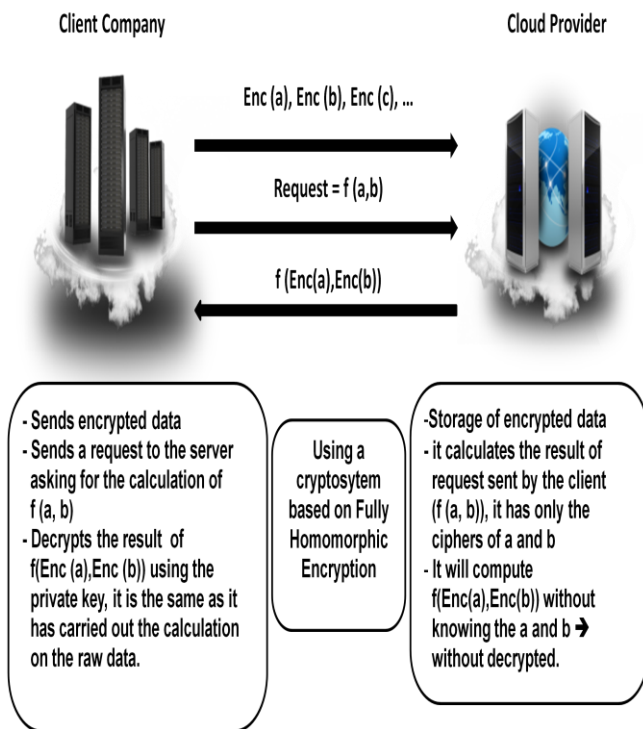 Client Company
Cloud Provider
Enc (a), Enc (b), Enc (c), ...
Request = f (a,b)
f (Enc(a),Enc(b))
- Sends encrypted data
- Sends a request to the server
asking for the calculation of
f (a, b)
- Decrypts the result of
f(Enc (a),Enc (b)) using the
private key, it is the same as it
has carried out the calculation
on the raw data.
Using a
cryptosytem
based on Fully
Homomorphic
Encryption
-Storage of encrypted data
- it calculates the result of
request sent by the client
(f (a, b)), it has only the
ciphers of a and b
- It will compute
f(Enc(a),Enc(b)) without
knowing the a and b ➔
without decrypted.